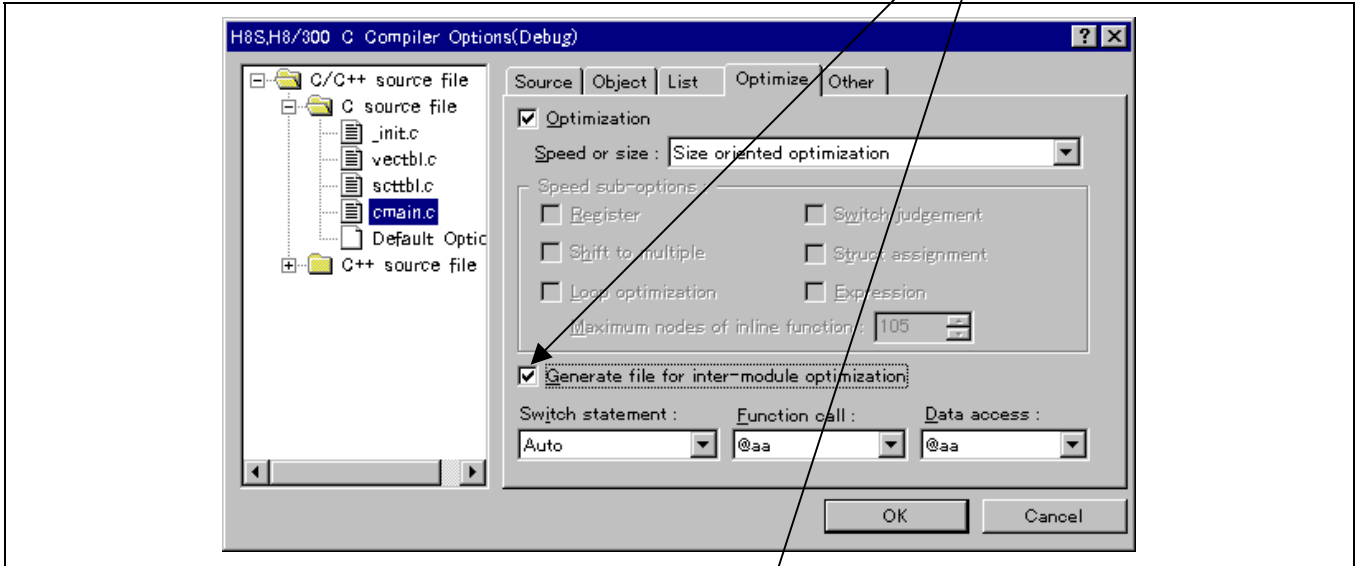 H8S,H8/300 C Compiler Options(Debug)
C/C++ source file
C source file
_init.c
vectbl.c
scttbl.c
cmain.c
Default Optic
C++ source file
Source Object List Optimize Other
Optimization
Speed or size : Size oriented optimization
Speed sub-options :
Register Switch judgement
Shift to multiple Struct assignment
Loop optimization Expression
Maximum nodes of inline function : 105
Generate file for inter-module optimization
Switch statement : Function call : Data access :
Auto @aa @aa
OK Cancel